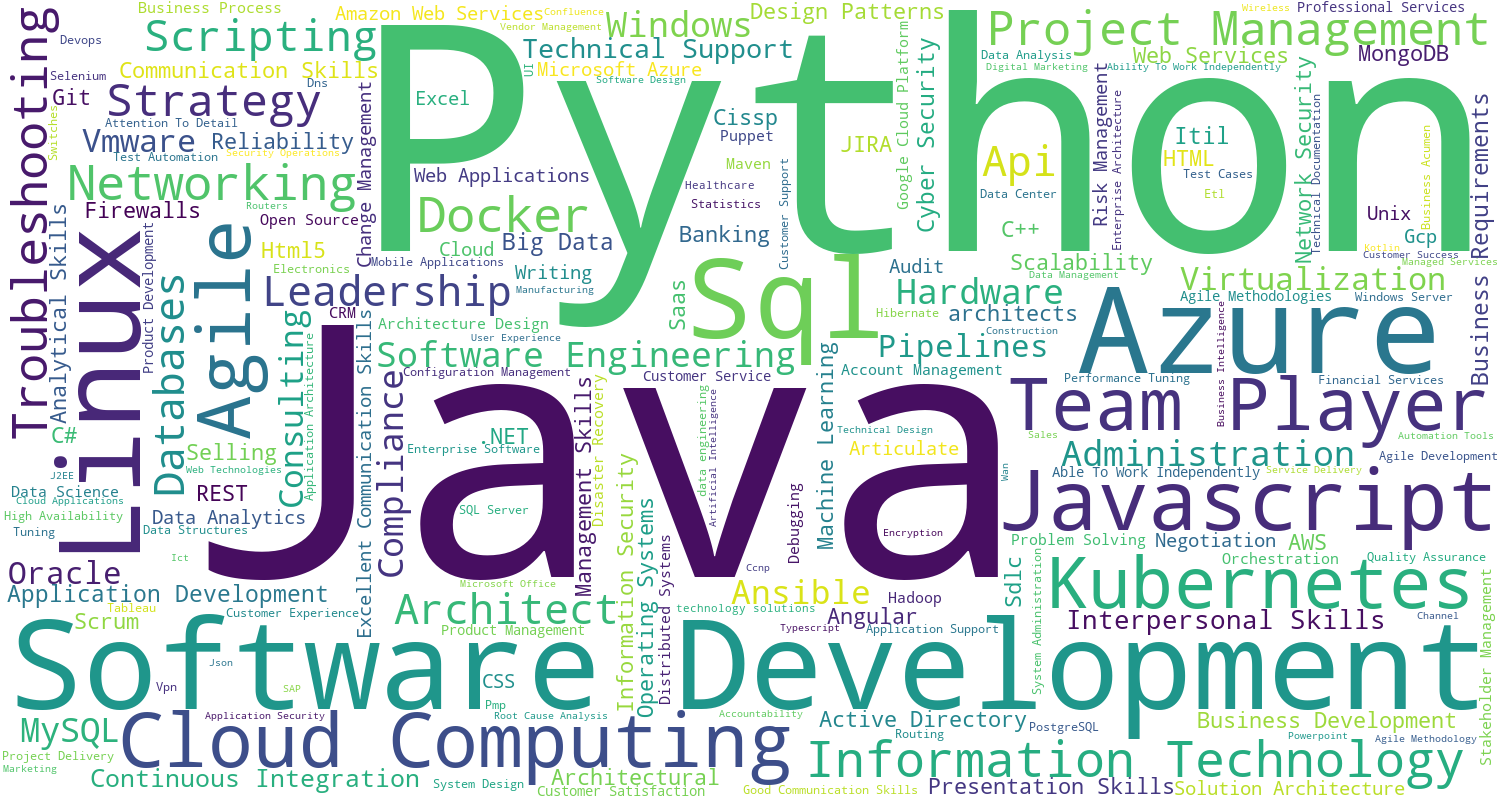 Business Process
Amazon Web Services
Confluence
Vendor Management
Windows
Design Patterns
Wireless
Professional Services
Project Management
Troubleshooting
Devops
Scripting
Python
Technical Support
UI
Microsoft Azure
Software Design
Google Cloud Platform
Cyber Security
Data Analysis
Web Services
MongoDB
Digital Marketing
Ability To Work Independently
Communication Skills
Selenium
Dns
Git
Strategy
Excel
Cissp
Puppet
JIRA
Api
Risk Management
Enterprise Architecture
Itil
HTML
Test Cases
Etl
Network Security
Technical Documentation
Business Acumen
Business Requirements
Switches
Attention To Detail
Vmware
Reliability
Test Automation
Security Operations
Change Management
Web Applications
Maven
Healthcare
Statistics
Customer Support
Data Center
Networking
Firewalls
Routers
Open Source
Docker
Cloud
Big Data
Banking
C++
Unix
Gcp
Kotlin
Customer Success
Managed Services
Analytical Skills
Linux
Product Development
Agile
Html5
Electronics
Mobile Applications
Writing
Manufacturing
Saas
Sql
Audit
Scalability
Data Management
Virtualization
Databases
Leadership
CRM
Hardware
Agile Methodologies
Windows Server
Consulting
Architecture Design
User Experience
Hibernate
architects
Construction
Azure
Business Intelligence
Application Architecture
Excellent Communication Skills
Java
Software Engineering
Pipelines
Configuration Management
Customer Service
Account Management
Performance Tuning
Financial Services
Compliance
Management Skills
Disaster Recovery
data engineering
Artificial Intelligence
Machine Learning
Team Player
C#
Selling
.NET
Enterprise Software
Technical Design
Articulate
Sales
Automation Tools
Administration
J2EE
Web Technologies
Able To Work Independently
Service Delivery
Agile Development
Data Science
Cloud Applications
REST
High Availability
Data Analytics
Tuning
Data Structures
SQL Server
Information Security
Operating Systems
Distributed Systems
Debugging
Wan
Javascript
Encryption
Problem Solving
Negotiation
AWS
Ict
Oracle
Ccnp
Orchestration
Quality Assurance
Application Development
Microsoft Office
Ansible
Hadoop
Sdlc
System Administration
Kubernetes
Tableau
Scrum
Customer Experience
Architect
technology solutions
Angular
Interpersonal Skills
Channel
Stakeholder Management
Product Management
Typescript
Application Support
Software Development
Json
Vpn
SAP
CSS
Pmp
MySQL
Application Security
Root Cause Analysis
Accountability
Active Directory
PostgreSQL
Business Development
Routing
Powerpoint
Agile Methodology
Cloud Computing
Project Delivery
Marketing
Information Technology
Continuous Integration
System Design
Architectural
Customer Satisfaction
Good Communication Skills
Presentation Skills
Solution Architecture